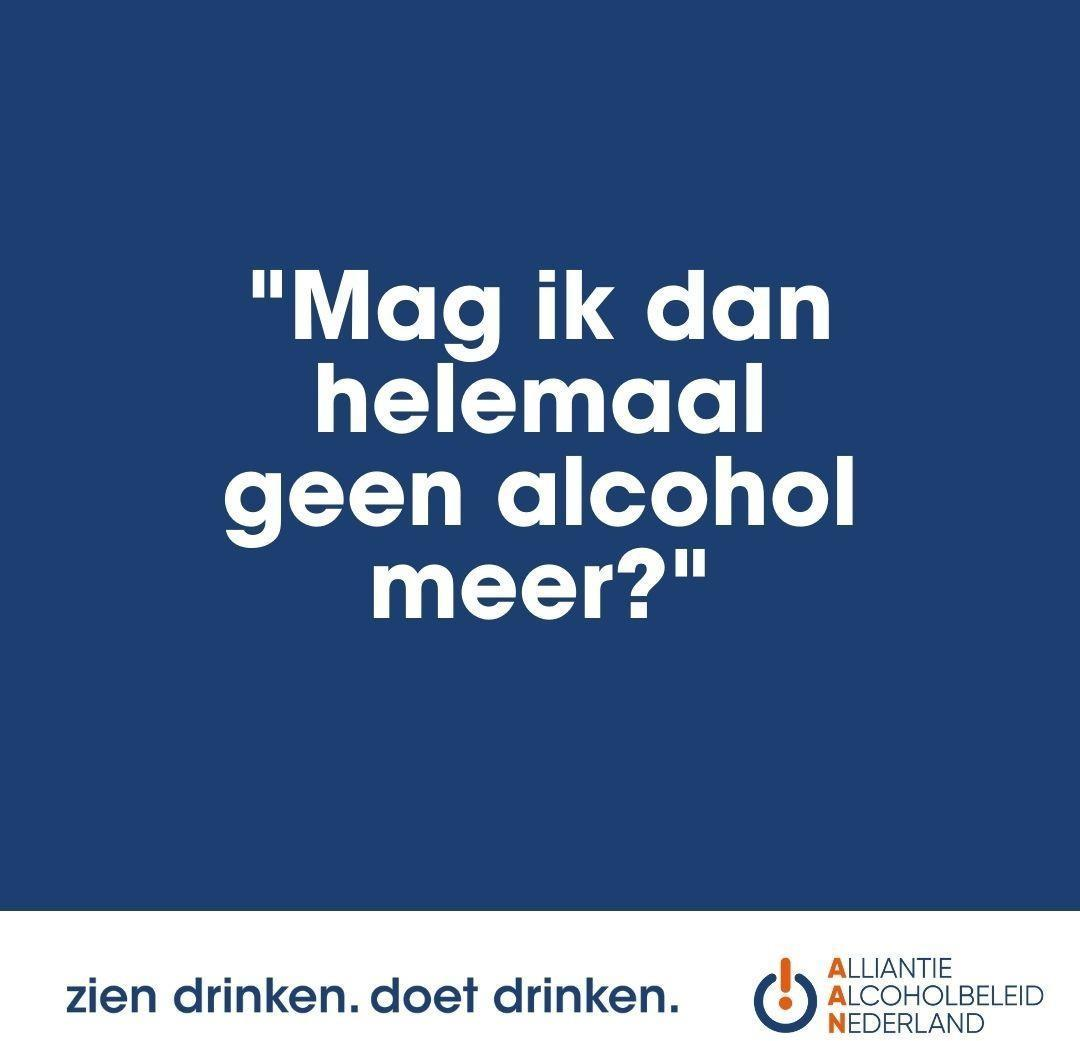 "Mag ik dan
helemaal
geen alcohol
meer?"
zien drinken. doet drinken.
ALLIANTIE
ALCOHOLBELEID
NEDERLAND